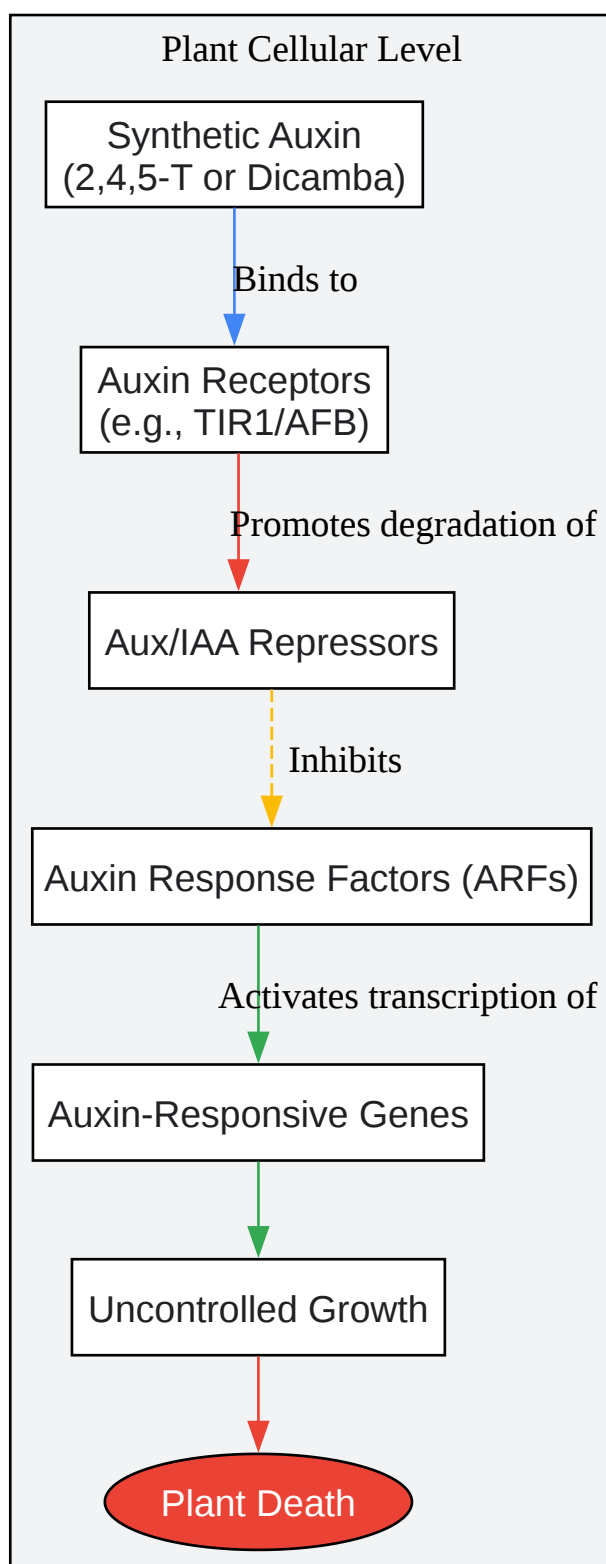 Plant Cellular Level
Synthetic Auxin
(2,4,5-T or Dicamba)
Binds to
Auxin Receptors
(e.g., TIR1/AFB)
Promotes degradation of
Aux/IAA Repressors
Inhibits
Auxin Response Factors (ARFs)
Activates transcription of
Auxin-Responsive Genes
Uncontrolled Growth
Plant Death